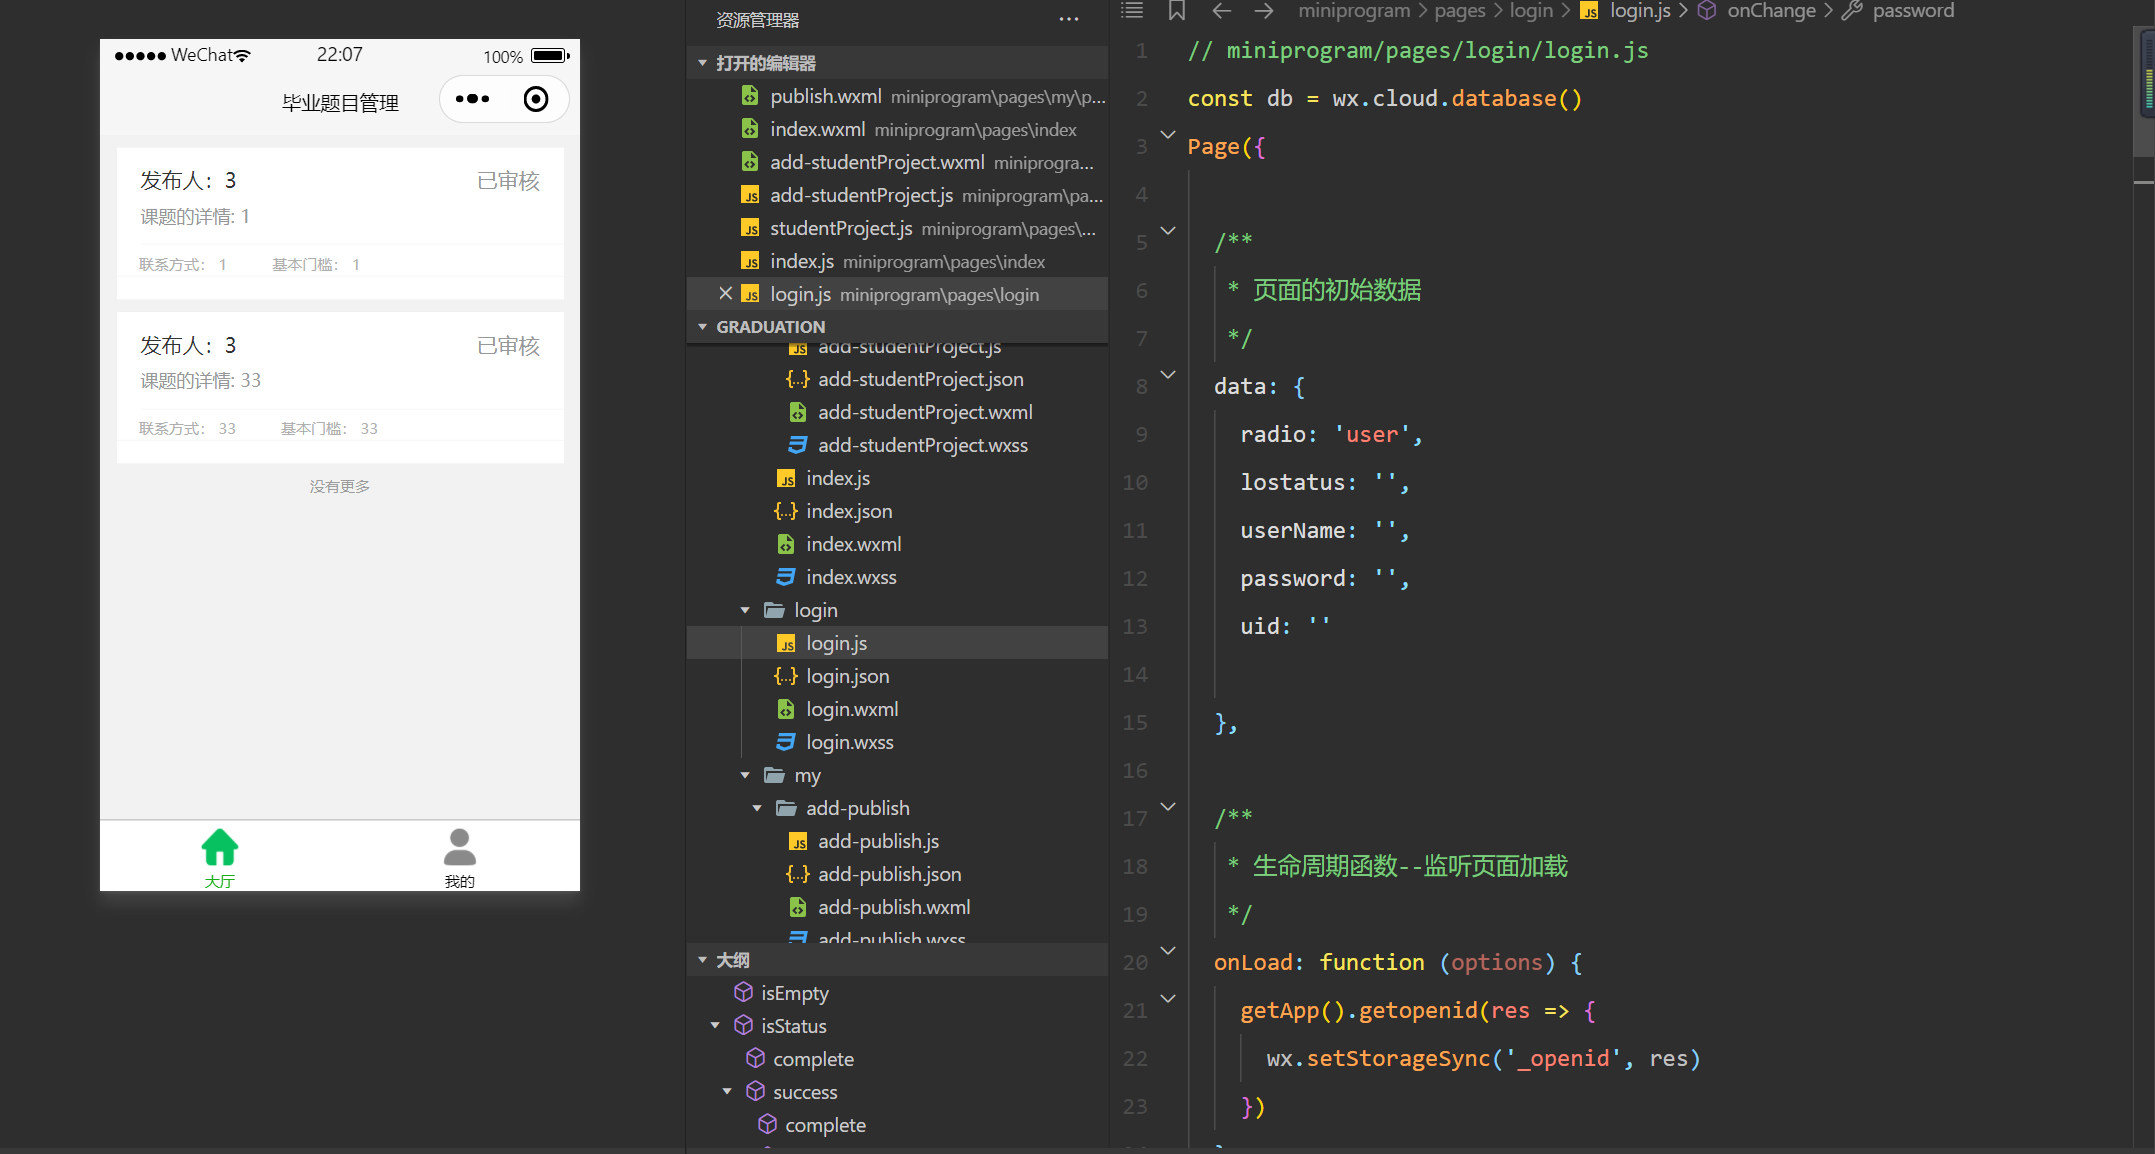 WeChat
22:07
100%
毕业题目管理
发布人：3
已审核
课题的详情: 1
联系方式： 1
基本门槛： 1
发布人：3
已审核
课题的详情: 33
联系方式： 33
基本门槛： 33
没有更多
大厅
我的
资源管理器
打开的编辑器
publish.wxml miniprogram\pages\my\p...
index.wxml miniprogram\pages\index
add-studentProject.wxml miniprogra...
add-studentProject.js miniprogram\pa...
studentProject.js miniprogram\pages\...
index.js miniprogram\pages\index
login.js miniprogram\pages\login
GRADUATION
add-studentProject.js
add-studentProject.json
add-studentProject.wxml
add-studentProject.wxss
index.js
index.json
index.wxml
index.wxss
login
login.js
login.json
login.wxml
login.wxss
my
add-publish
add-publish.js
add-publish.json
add-publish.wxml
add-publish.wxss
大纲
isEmpty
isStatus
complete
success
complete
miniprogram > pages > login > login.js > onChange > password
1 // miniprogram/pages/login/login.js
2 const db = wx.cloud.database()
3 Page({
4
5 /**
6 * 页面的初始数据
7 */
8 data: {
9 radio: 'user',
10 lostatus: '',
11 userName: '',
12 password: '',
13 uid: ''
14
15 },
16
17 /**
18 * 生命周期函数--监听页面加载
19 */
20 onLoad: function (options) {
21 getApp().getopenid(res => {
22 wx.setStorageSync('_openid', res)
23 })